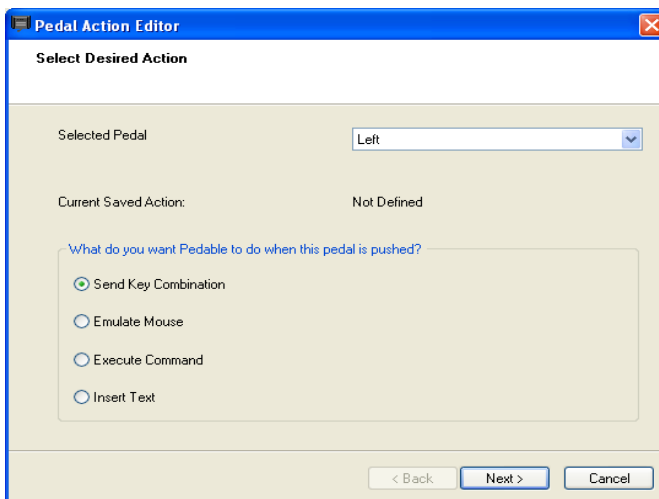 Pedal Action Editor
Select Desired Action
Selected Pedal Left
Current Saved Action: Not Defined
What do you want Pedable to do when this pedal is pushed?
Send Key Combination
Emulate Mouse
Execute Command
Insert Text
< Back Next > Cancel